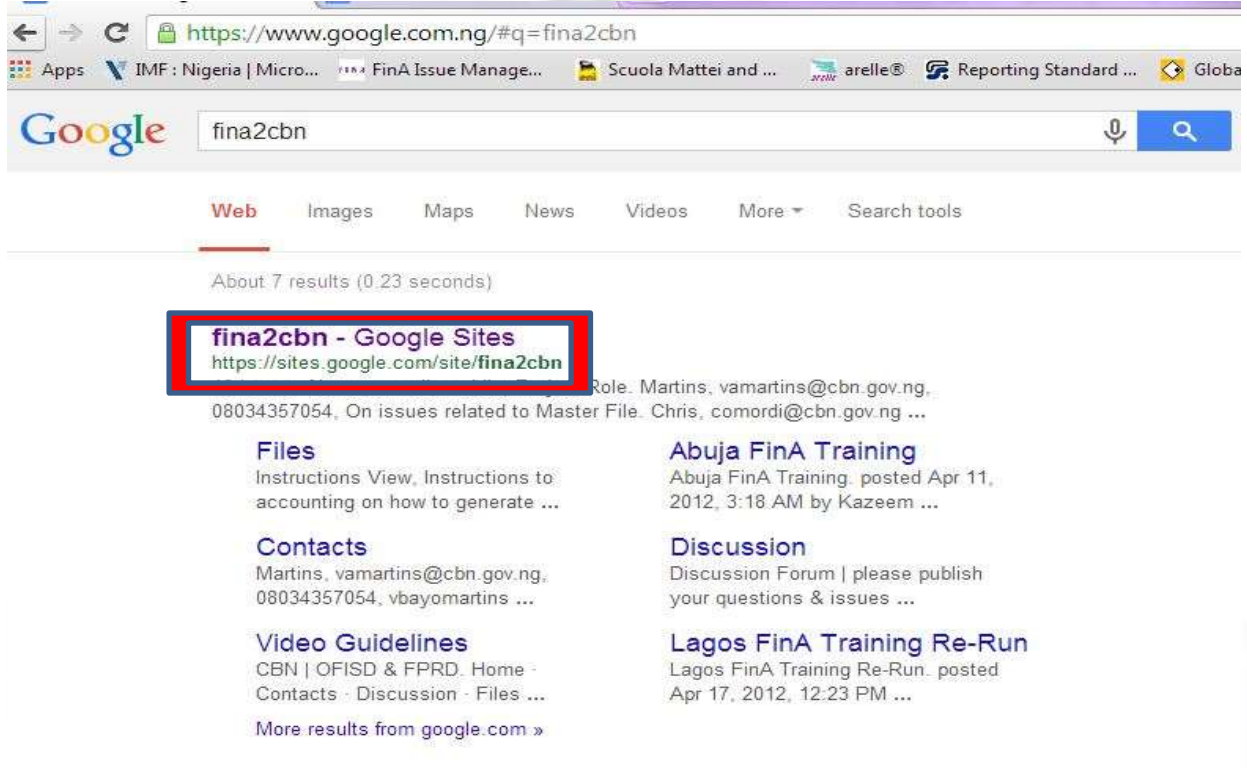 https://www.google.com.ng/#q=fina2cbn
Apps IMF : Nigeria | Micro... FinA Issue Manage... Scuola Mattei and ... arelle® Reporting Standard ... Globa
Google fina2cbn
Web Images Maps News Videos More Search tools
About 7 results (0.23 seconds)
fina2cbn - Google Sites
https://sites.google.com/site/fina2cbn
Role. Martins, vamartins@cbn.gov.ng,
08034357054, On issues related to Master File. Chris, comordi@cbn.gov.ng ...
Files
Instructions View, Instructions to
accounting on how to generate ...
Abuja FinA Training
Abuja FinA Training. posted Apr 11,
2012, 3:18 AM by Kazeem ...
Contacts
Martins, vamartins@cbn.gov.ng,
08034357054, vbayomartins ...
Discussion
Discussion Forum | please publish
your questions & issues ...
Video Guidelines
CBN | OFISD & FPRD. Home ·
Contacts · Discussion · Files ...
Lagos FinA Training Re-Run
Lagos FinA Training Re-Run. posted
Apr 17, 2012, 12:23 PM ...
More results from google.com »